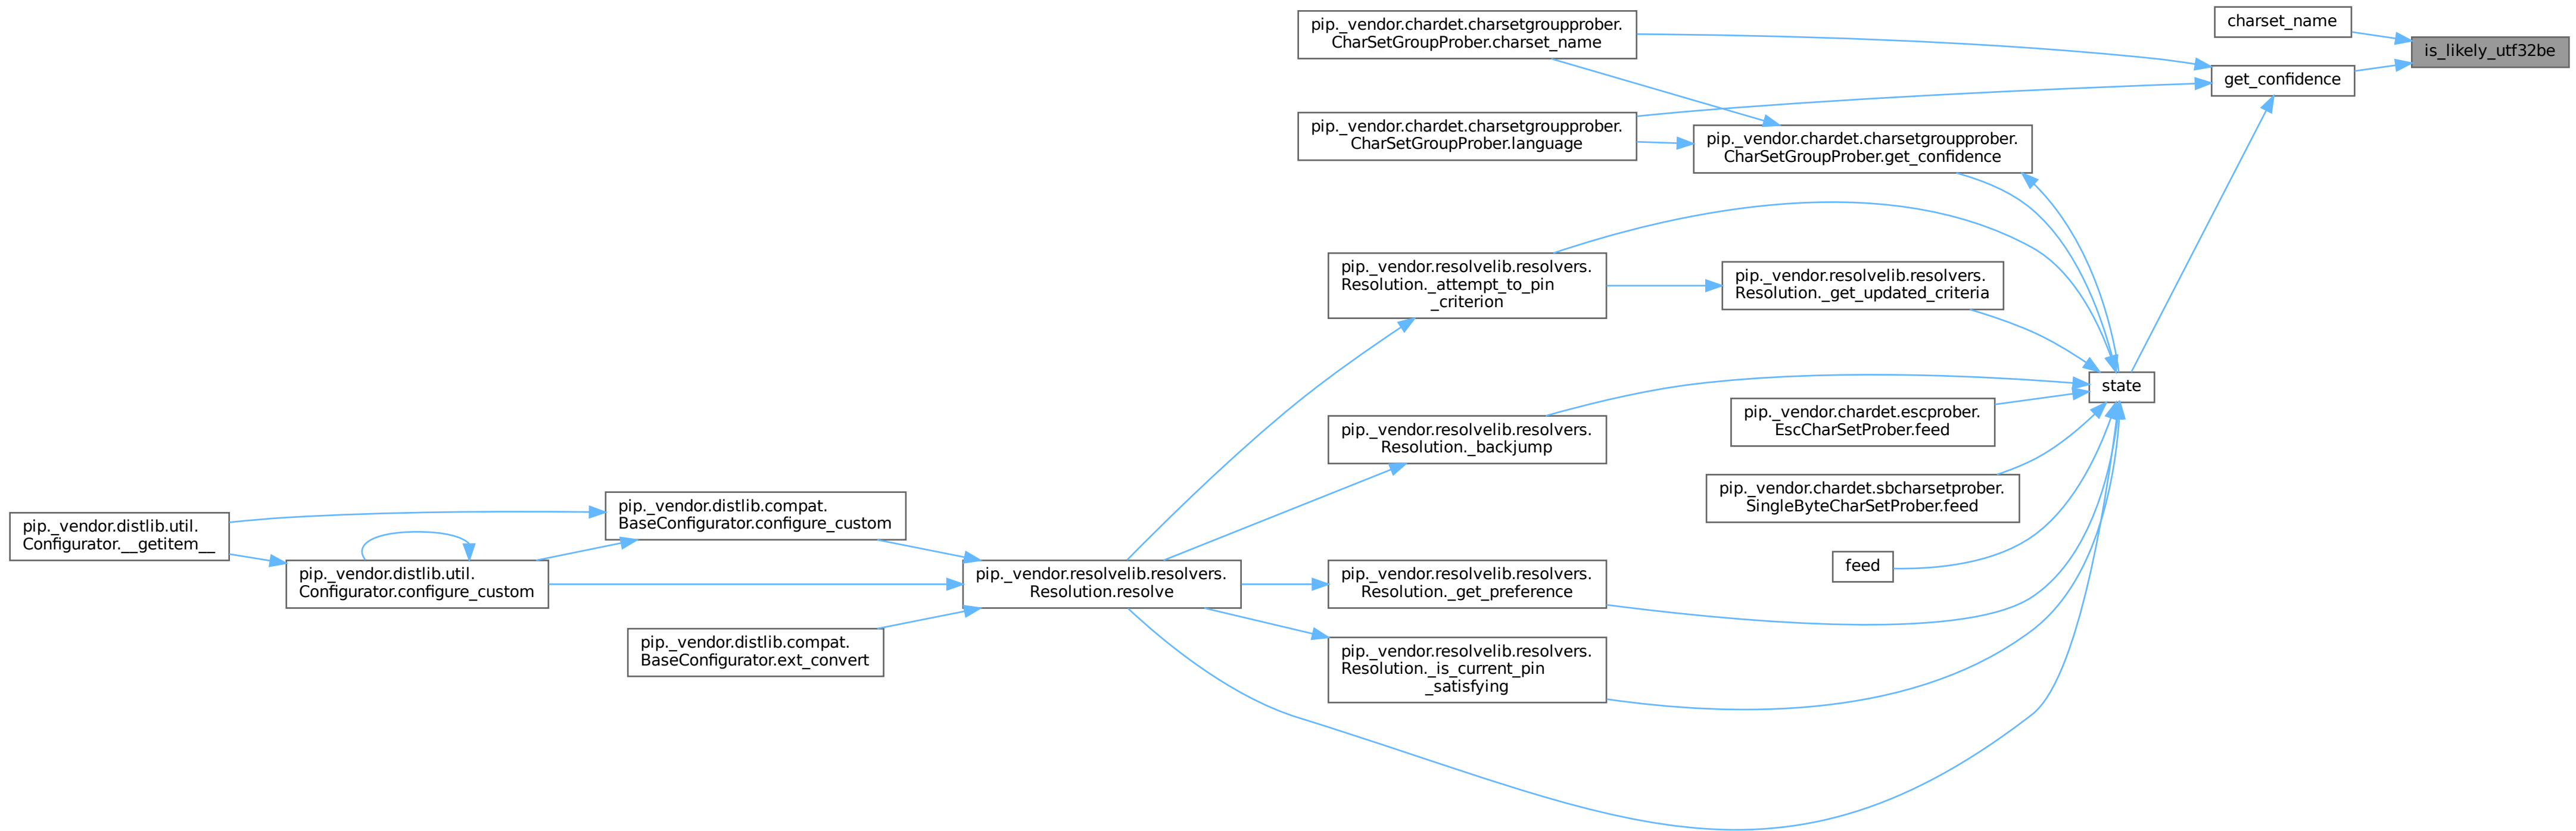 pip._vendor.chardet.charsetgroupprober.
CharSetGroupProber.charset_name
charset_name
is_likely_utf32be
get_confidence
pip._vendor.chardet.charsetgroupprober.
CharSetGroupProber.language
pip._vendor.chardet.charsetgroupprober.
CharSetGroupProber.get_confidence
pip._vendor.resolvelib.resolvers.
Resolution._attempt_to_pin
_criterion
pip._vendor.resolvelib.resolvers.
Resolution._get_updated_criteria
state
pip._vendor.chardet.escprober.
EscCharSetProber.feed
pip._vendor.resolvelib.resolvers.
Resolution._backjump
pip._vendor.chardet.sbcharsetprober.
SingleByteCharSetProber.feed
pip._vendor.distlib.util.
Configurator.__getitem__
pip._vendor.distlib.compat.
BaseConfigurator.configure_custom
feed
pip._vendor.distlib.util.
Configurator.configure_custom
pip._vendor.resolvelib.resolvers.
Resolution.resolve
pip._vendor.resolvelib.resolvers.
Resolution._get_preference
pip._vendor.distlib.compat.
BaseConfigurator.ext_convert
pip._vendor.resolvelib.resolvers.
Resolution._is_current_pin
_satisfying